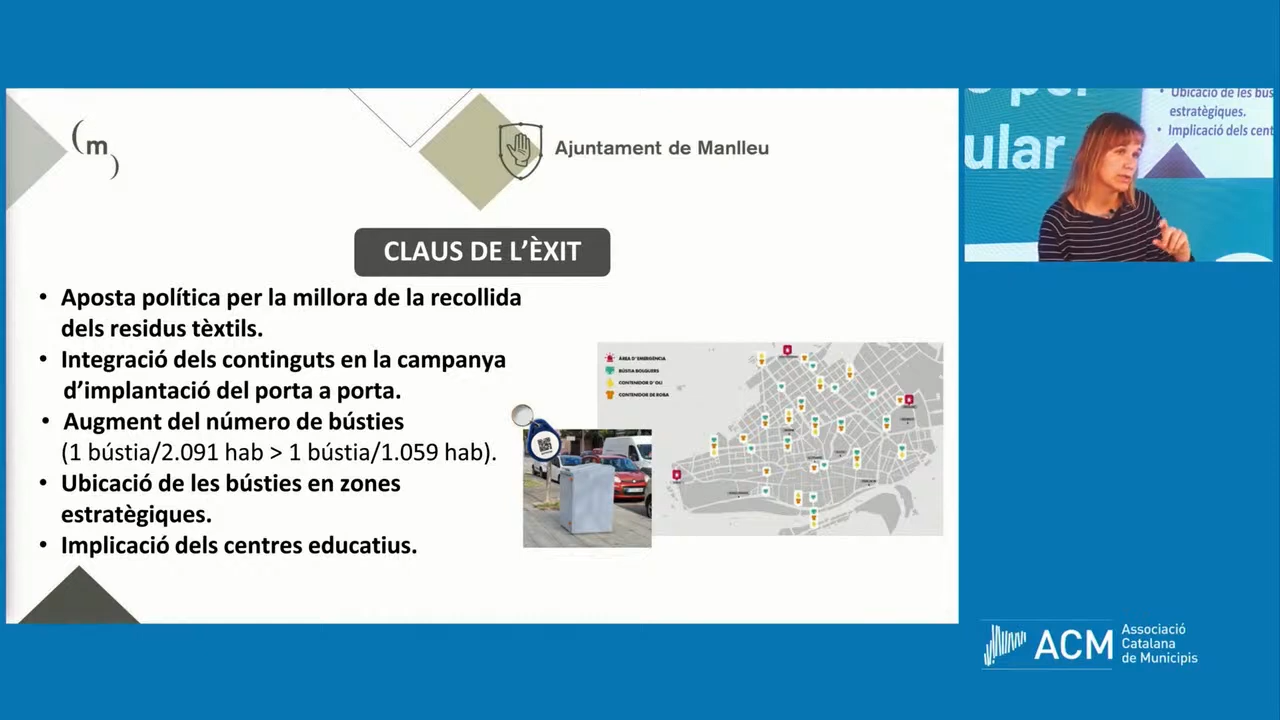 (m)
Ajuntament de Manlleu
CLAUS DE L'ÈXIT
• Aposta política per la millora de la recollida
dels residus tèxtils.
• Integració dels continguts en la campanya
d'implantació del porta a porta.
• Augment del número de bústies
(1 bústia/2.091 hab > 1 bústia/1.059 hab).
• Ubicació de les bústies en zones
estratègiques.
• Implicació dels centres educatius.
ÀREA D'EMERGÈNCIA
BÚSTIA BOLQUERS
CONTENIDOR D'OLI
CONTENIDOR DE ROBA
ular
• Ubicació de les bús
estratègiques.
• Implicació dels cent
ACM
Associació
Catalana
de Municipis